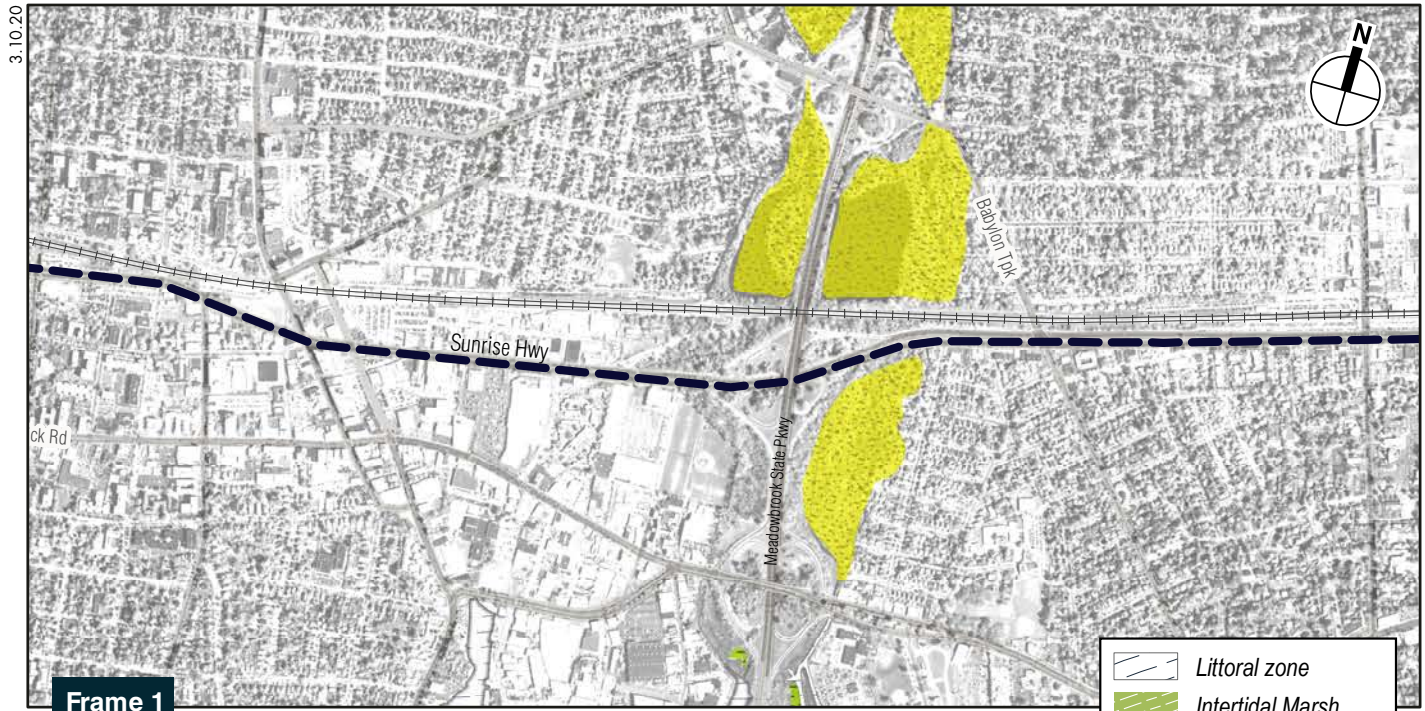 3.10.20
N
Babylon Tpk
Sunrise Hwy
ck Rd
Meadowbrook State Pkwy
Frame 1
Littoral zone
Intertidal Marsh